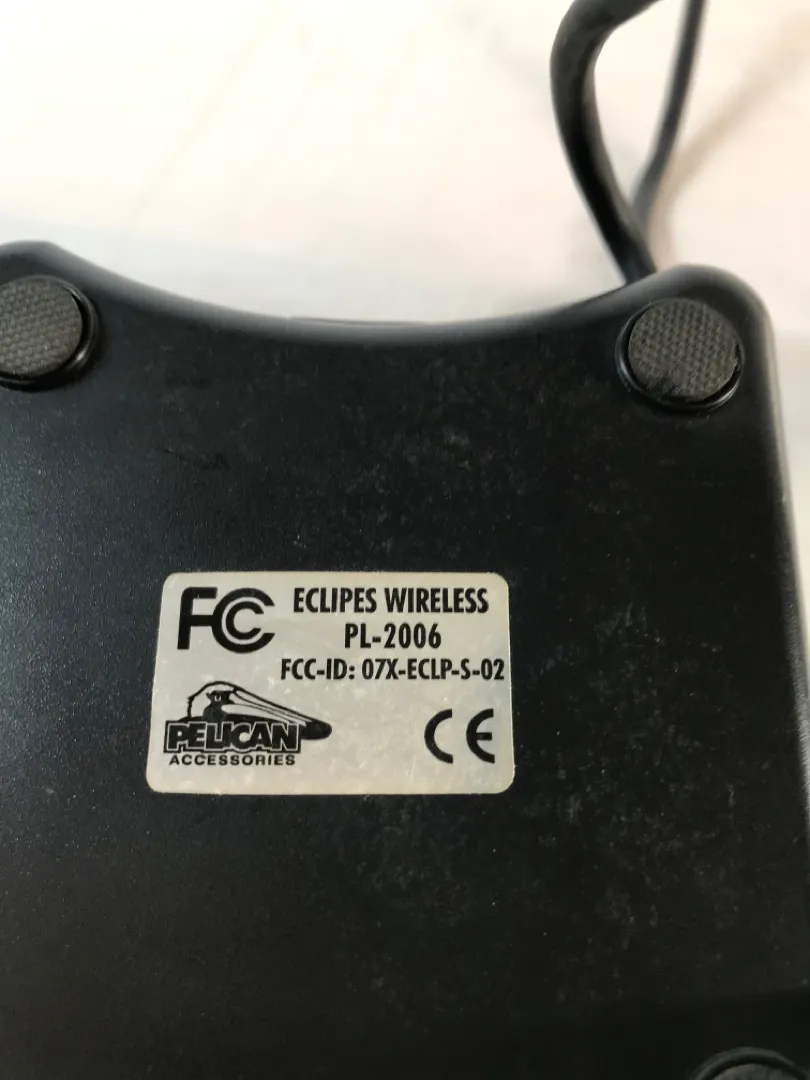 FC ECLIPES WIRELESS
PL-2006
FCC-ID: 07X-ECLP-S-02
PELICAN
ACCESSORIES
CE